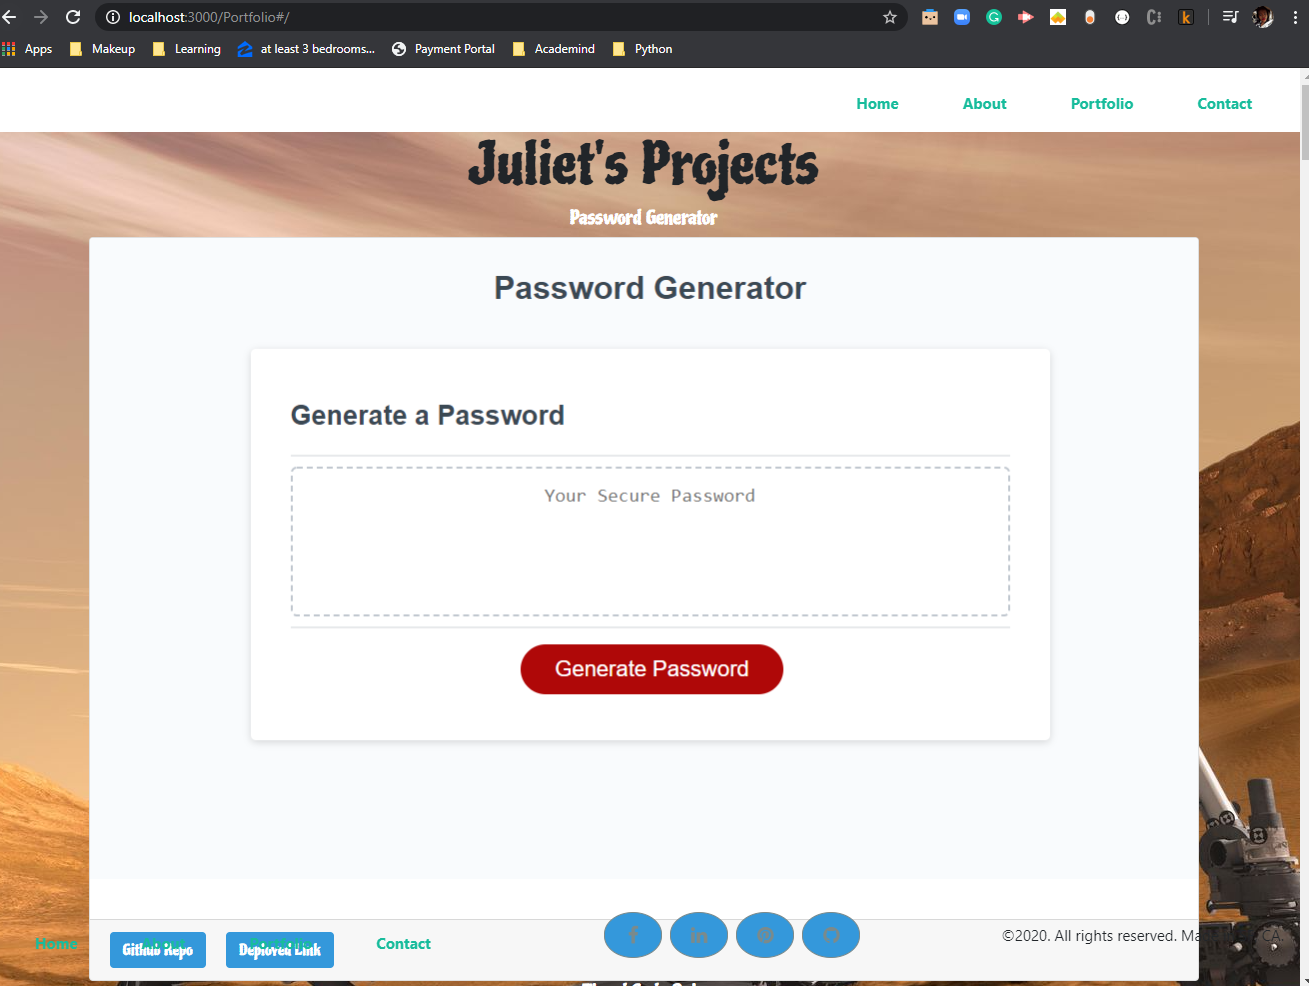 localhost:3000/Portfolio#/
Apps Makeup Learning at least 3 bedrooms... Payment Portal Academind Python
Home About Portfolio Contact
Juliet's Projects
Password Generator
Password Generator
Generate a Password
Your Secure Password
Generate Password
Home Github Repo Deployed Link Contact
©2020. All rights reserved. CA.